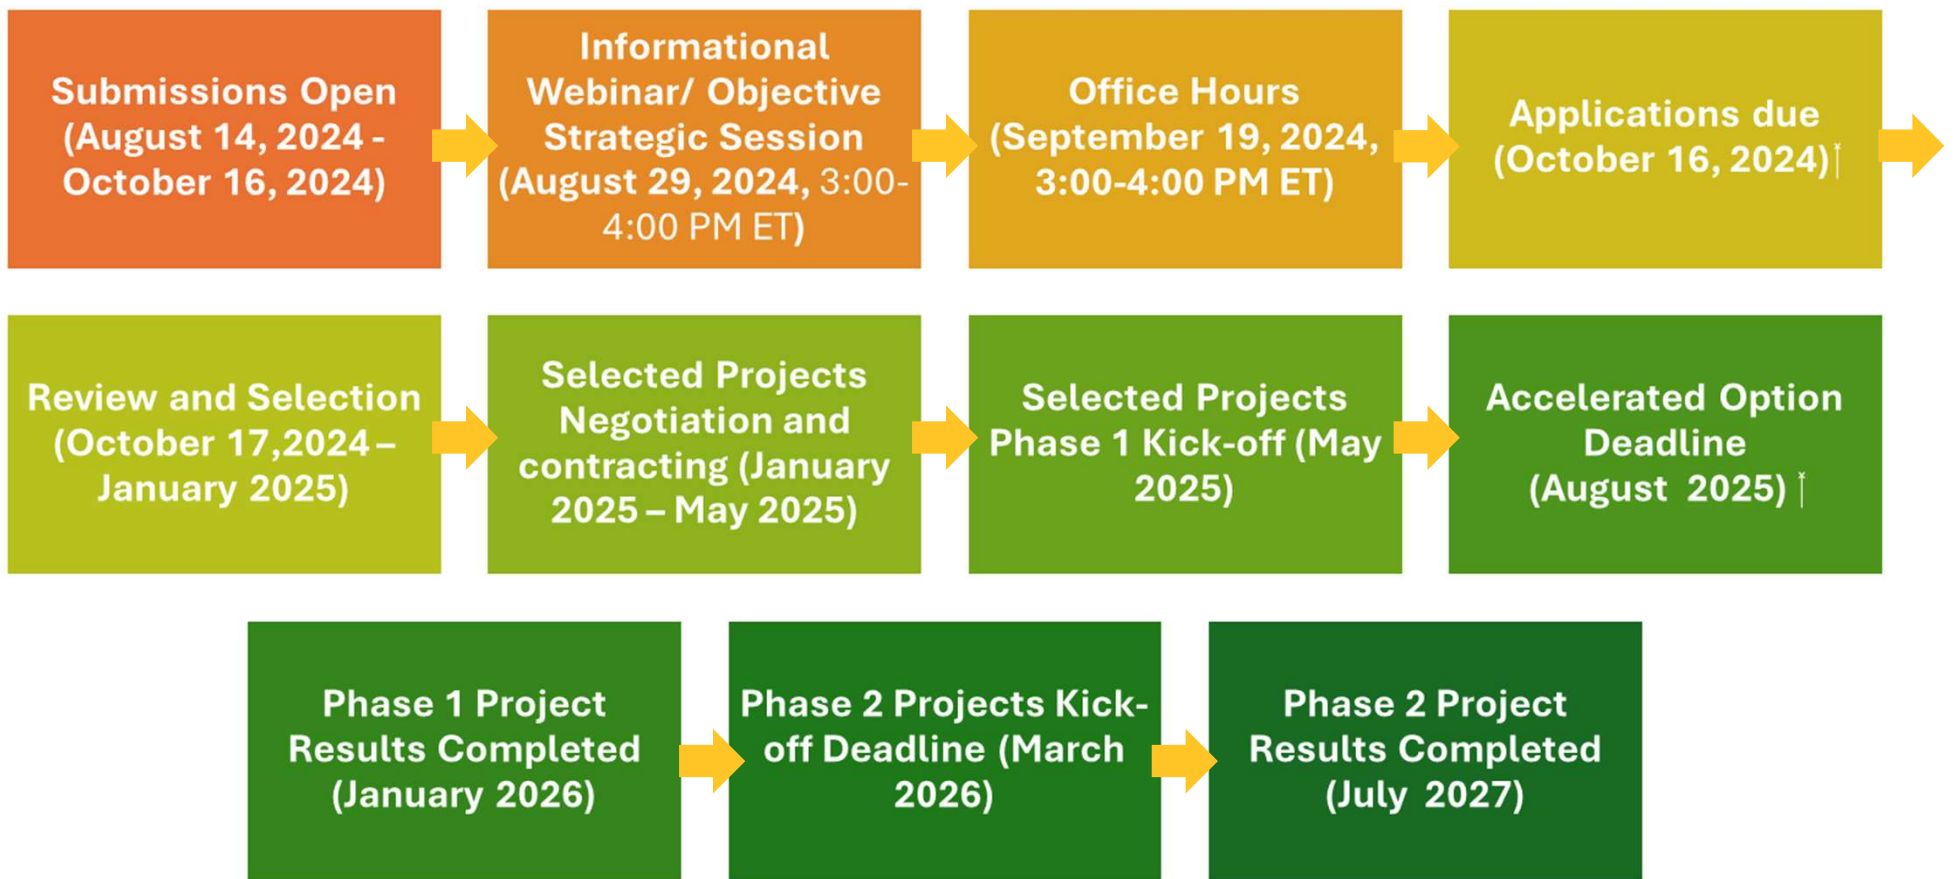 Submissions Open
(August 14, 2024 -
October 16, 2024)
Informational
Webinar/ Objective
Strategic Session
(August 29, 2024, 3:00-
4:00 PM ET)
Office Hours
(September 19, 2024,
3:00-4:00 PM ET)
Applications due
(October 16, 2024)
Review and Selection
(October 17,2024 –
January 2025)
Selected Projects
Negotiation and
contracting (January
2025 – May 2025)
Selected Projects
Phase 1 Kick-off (May
2025)
Accelerated Option
Deadline
(August 2025)
Phase 1 Project
Results Completed
(January 2026)
Phase 2 Projects Kick-
off Deadline (March
2026)
Phase 2 Project
Results Completed
(July 2027)